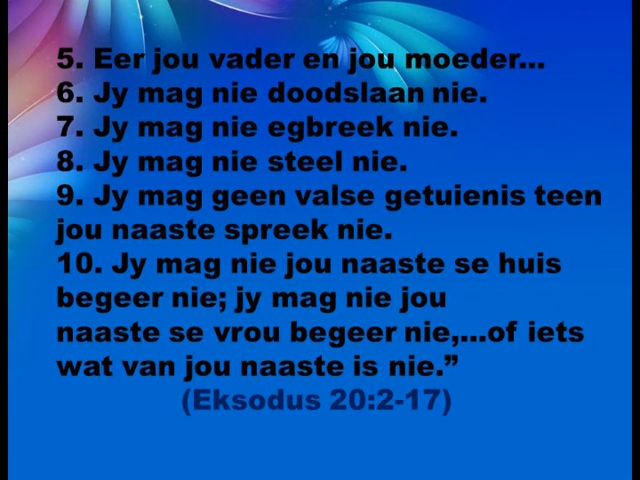 5. Eer jou vader en jou moeder...
6. Jy mag nie doodslaan nie.
7. Jy mag nie egbreek nie.
8. Jy mag nie steel nie.
9. Jy mag geen valse getuienis teen
jou naaste spreek nie.
10. Jy mag nie jou naaste se huis
begeer nie; jy mag nie jou
naaste se vrou begeer nie,...of iets
wat van jou naaste is nie.”
(Eksodus 20:2-17)